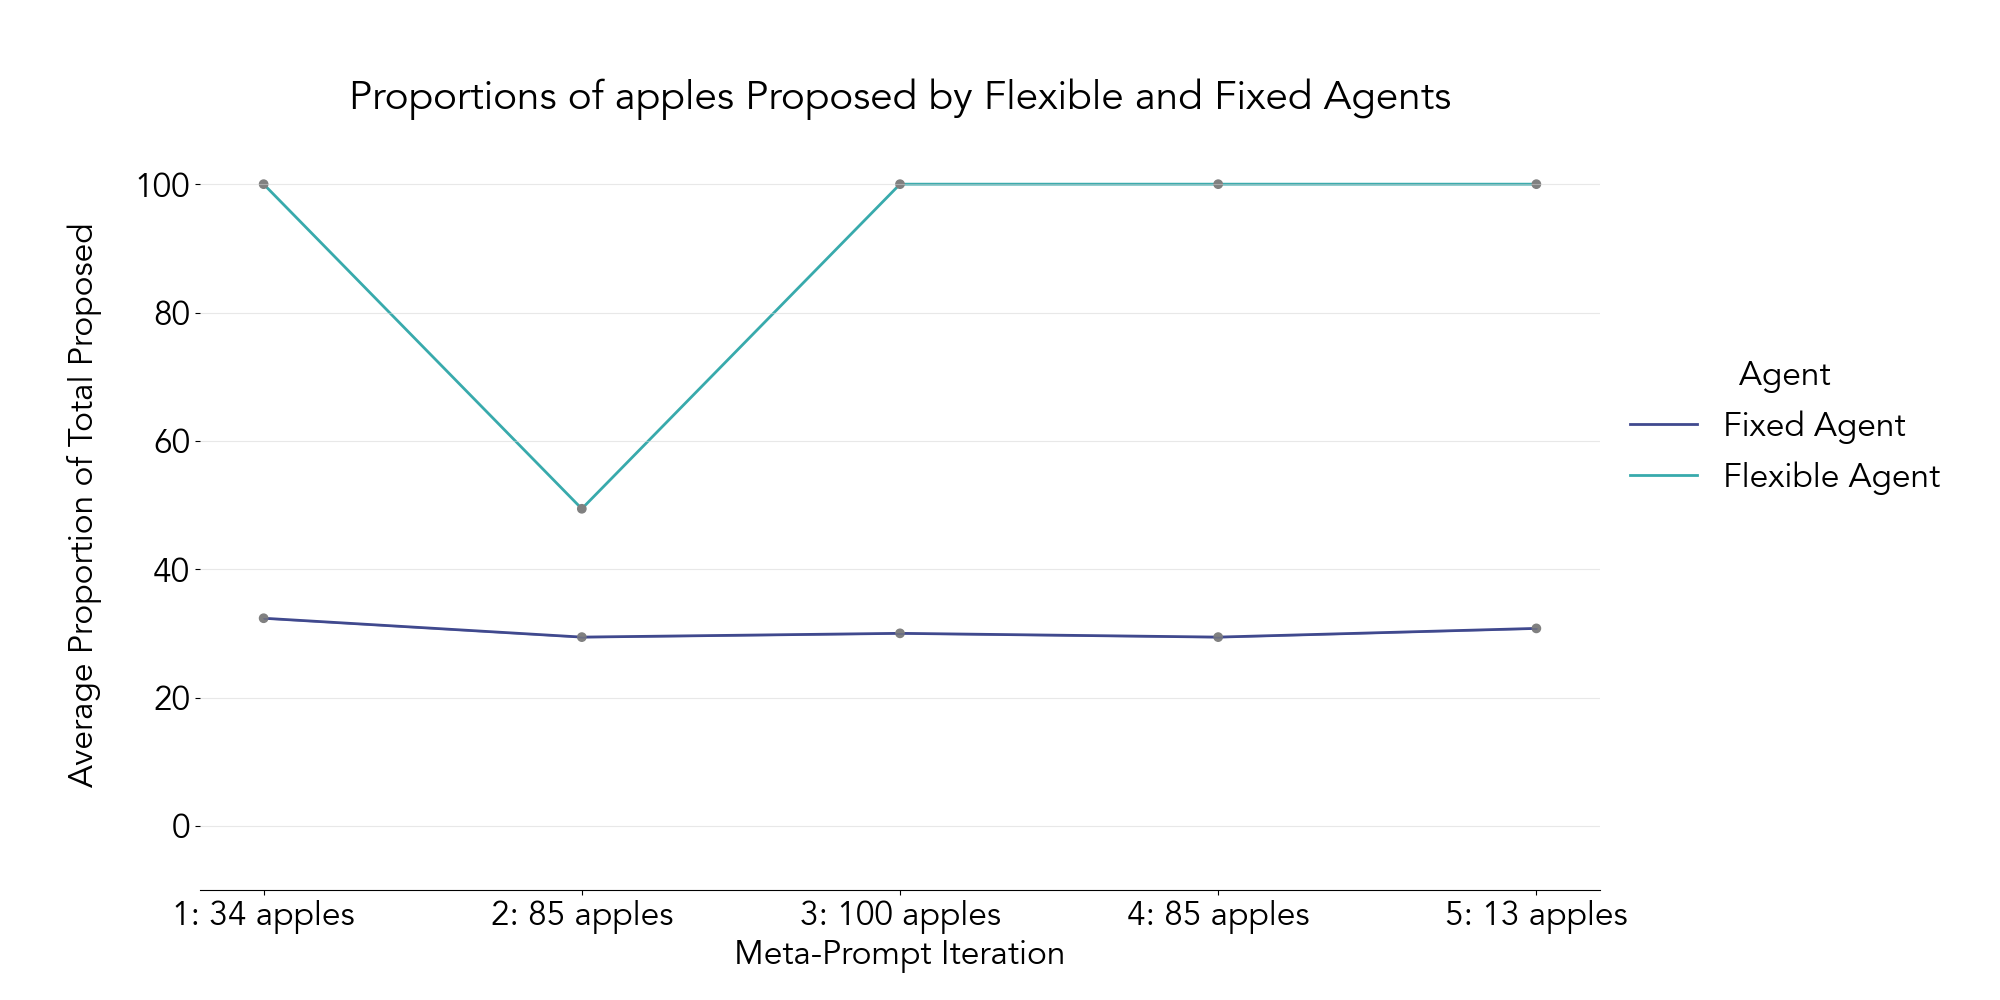 Proportions of apples Proposed by Flexible and Fixed Agents
Average Proportion of Total Proposed
100
80
60
40
20
0
1: 34 apples
2: 85 apples
3: 100 apples
4: 85 apples
5: 13 apples
Meta-Prompt Iteration
Agent
Fixed Agent
Flexible Agent